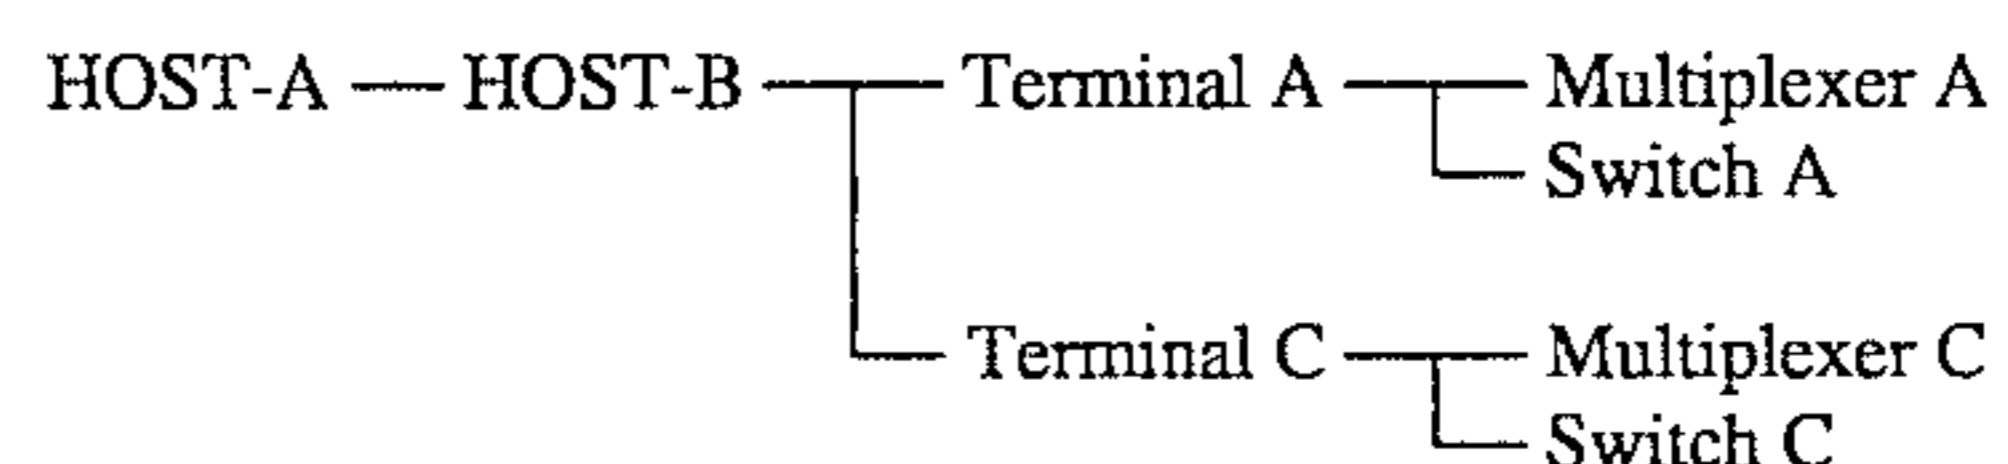 HOST-A HOST-B Terminal A Multiplexer A
Switch A
Terminal C Multiplexer C
Switch C